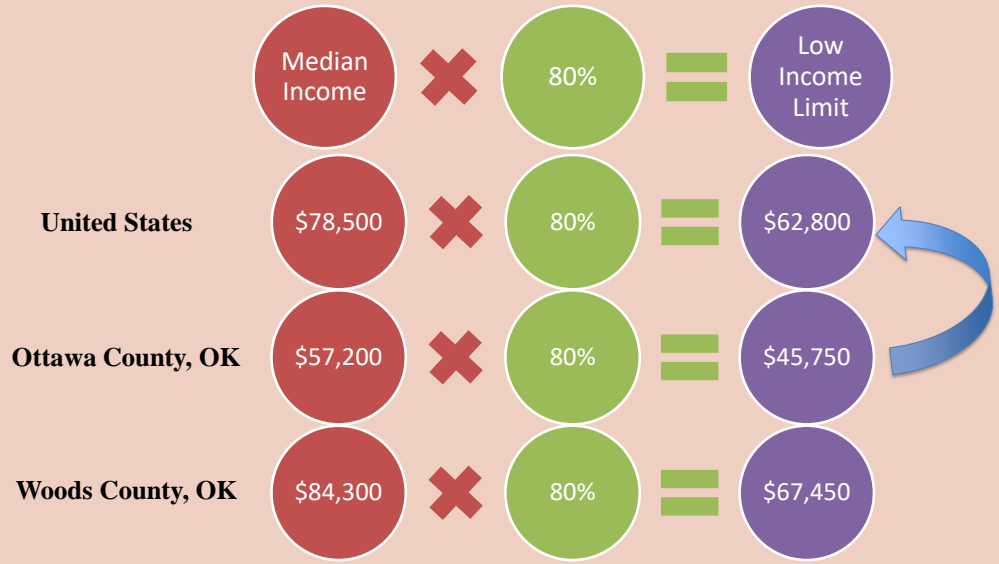 Median
Income
80%
Low
Income
Limit
United States
$78,500
80%
$62,800
Ottawa County, OK
$57,200
80%
$45,750
Woods County, OK
$84,300
80%
$67,450